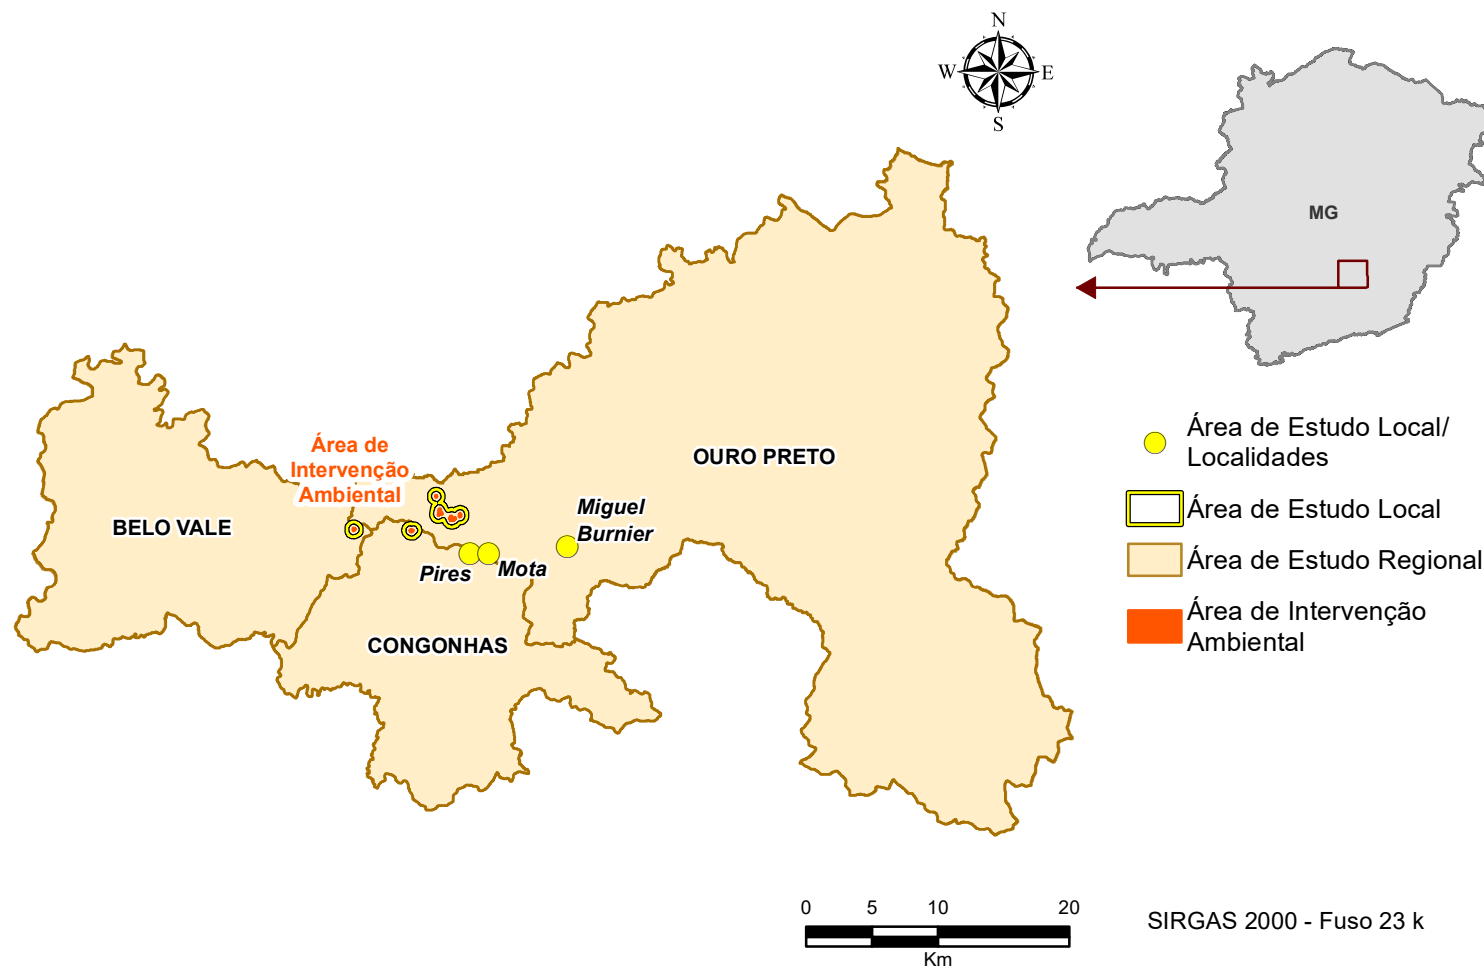 N
W
E
S
MG
Área de
Intervenção
Ambiental
BELO VALE
OURO PRETO
Miguel
Burnier
Pires
Mota
CONGONHAS
Área de Estudo Local/
Localidades
Área de Estudo Local
Área de Estudo Regional
Área de Intervenção
Ambiental
0 5 10 20
Km
SIRGAS 2000 - Fuso 23 k